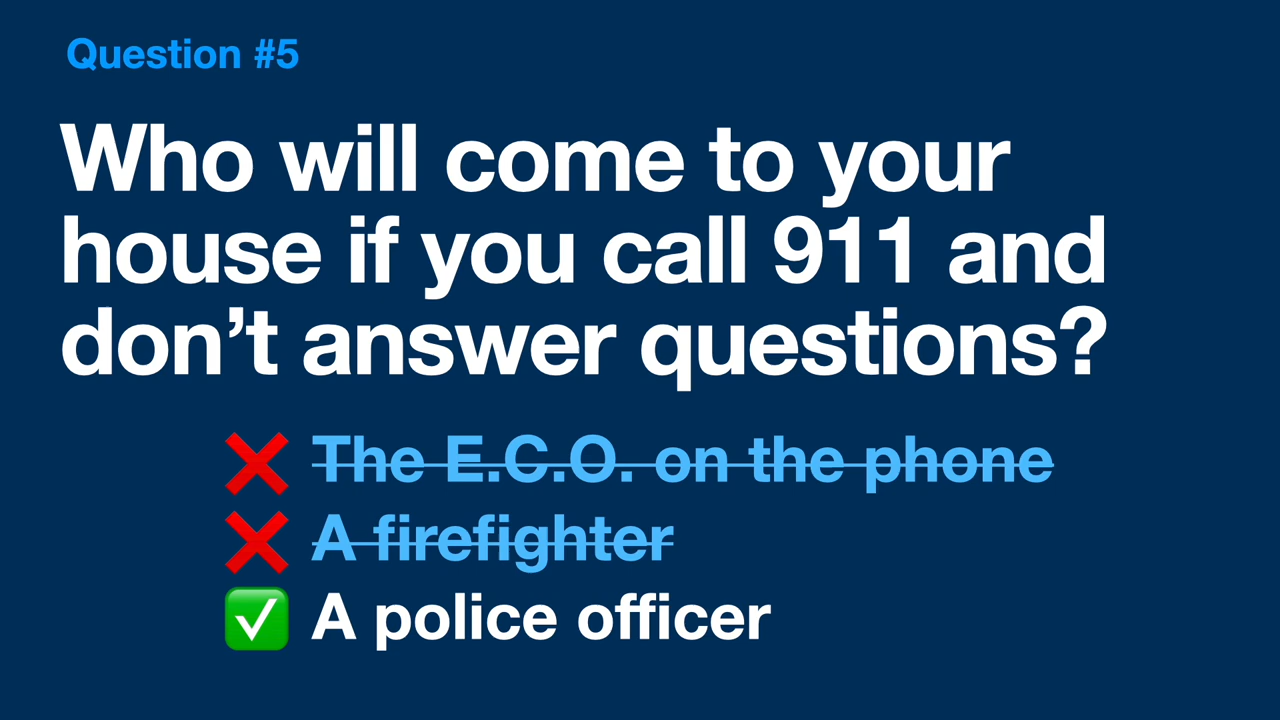 Question #5
Who will come to your
house if you call 911 and
don’t answer questions?
The E.C.O. on the phone
A firefighter
A police officer